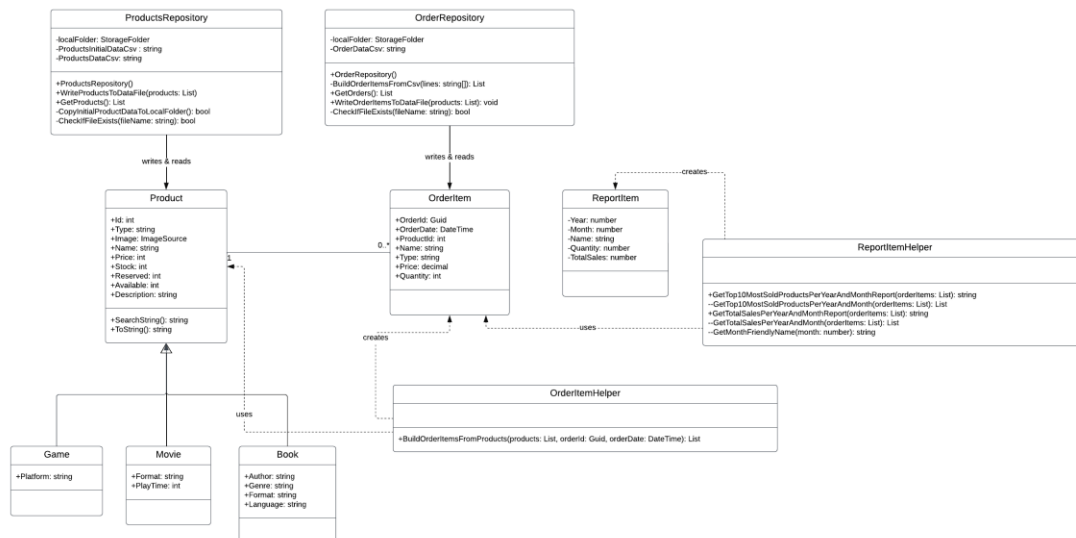 ProductsRepository
-localFolder: StorageFolder
-ProductsInitialDataCsv : string
-ProductsDataCsv: string
+ProductsRepository()
+WriteProductsToDataFile(products: List)
+GetProducts(): List
-CopyInitialProductDataToLocalFolder(): bool
-CheckIfFileExists(fileName: string): bool
OrderRepository
-localFolder: StorageFolder
-OrderDataCsv: string
+OrderRepository()
-BuildOrderItemsFromCsv(lines: string[]): List
+GetOrders(): List
+WriteOrderItemsToDataFile(products: List): void
-CheckIfFileExists(fileName: string): bool
writes & reads
writes & reads
creates
Product
+Id: int
+Type: string
+Image: ImageSource
+Name: string
+Price: int
+Stock: int
+Reserved: int
+Available: int
+Description: string
+SearchString(): string
+ToString(): string
1
0..*
OrderItem
+OrderId: Guid
+OrderDate: DateTime
+ProductId: int
+Name: string
+Type: string
+Price: decimal
+Quantity: int
ReportItem
-Year: number
-Month: number
-Name: string
-Quantity: number
-TotalSales: number
ReportItemHelper
+GetTop10MostSoldProductsPerYearAndMonthReport(orderItems: List): string
--GetTop10MostSoldProductsPerYearAndMonth(orderItems: List): List
+GetTotalSalesPerYearAndMonthReport(orderItems: List): string
--GetTotalSalesPerYearAndMonth(orderItems: List): List
--GetMonthFriendlyName(month: number): string
uses
creates
uses
OrderItemHelper
+BuildOrderItemsFromProducts(products: List, orderId: Guid, orderDate: DateTime): List
Game
+Platform: string
Movie
+Format: string
+PlayTime: int
Book
+Author: string
+Genre: string
+Format: string
+Language: string